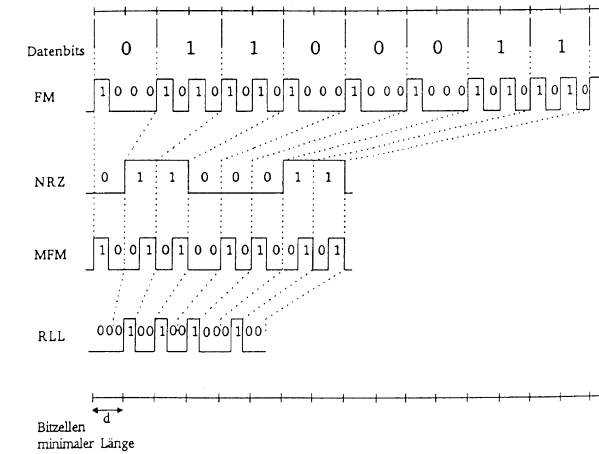 Datenbits 0 1 1 0 0 0 1 1
FM 1 0 0 0 1 0 1 0 1 0 1 0 1 0 0 0 1 0 0 0 1 0 0 0 1 0 1 0 1 0 1 0
NRZ 0 1 1 0 0 0 1 1
MFM 1 0 0 1 0 1 0 0 1 0 1 0 0 1 0 1
RLL 0 0 0 1 0 0 1 0 0 1 0 0 0 1 0 0
d
Bitzellen
minimaler Länge